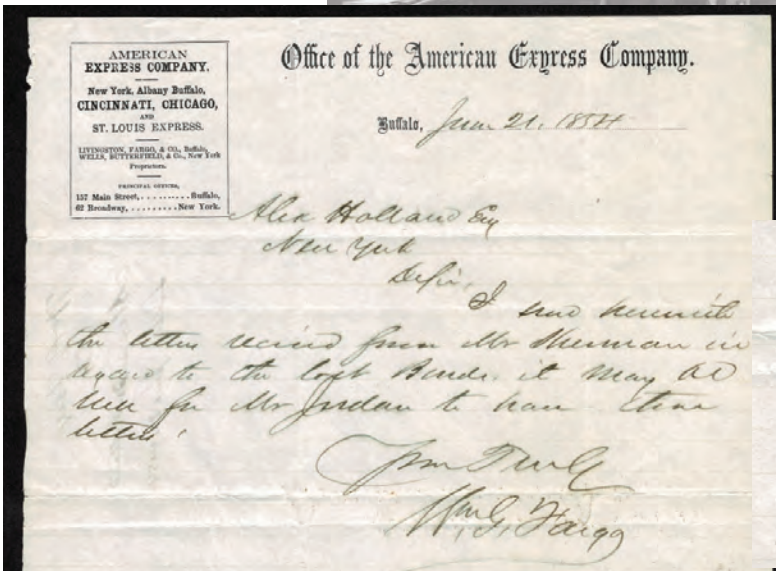 AMERICAN
EXPRESS COMPANY.
New York, Albany Buffalo,
CINCINNATI, CHICAGO,
AND
ST. LOUIS EXPRESS.
LIVINGSTON, FARGO, & CO., Buffalo,
WELLS, BUTTERFIELD, & Co., New York
Proprietors.
PRINCIPAL OFFICES,
157 Main Street,..........Buffalo,
62 Broadway,.........New York.
Office of the American Express Company.
Buffalo, June 21, 1854
Alex Holland Esq
New York
D Sir,
I send herewith
the letters received from Mr Sherman in
regard to the lost Bonds. it may be
well for Mr Jordan to have these
letters.
Yours Truly
Wm. G. Fargo